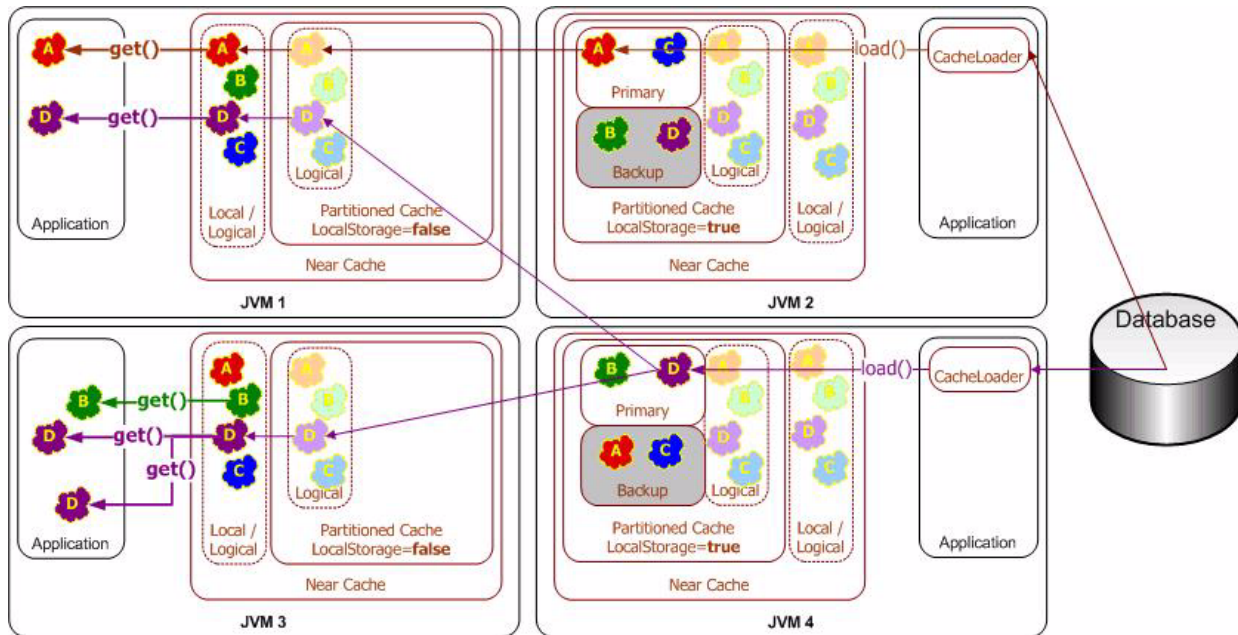 A
get()
A
A
B
D
get()
D
D
B
C
C
Logical
Application
Local /
Logical
Partitioned Cache
LocalStorage=false
Near Cache
JVM 1
A
C
A
A
load()
CacheLoader
Primary
B
B
B
D
D
D
Backup
C
C
Logical
Partitioned Cache
LocalStorage=true
Local /
Logical
Application
Near Cache
JVM 2
Database
A
A
B
get()
B
B
D
get()
D
D
get()
C
C
D
Logical
Application
Local /
Logical
Partitioned Cache
LocalStorage=false
Near Cache
JVM 3
B
D
A
A
load()
CacheLoader
Primary
B
B
A
C
D
D
Backup
C
C
Logical
Partitioned Cache
LocalStorage=true
Local /
Logical
Application
Near Cache
JVM 4